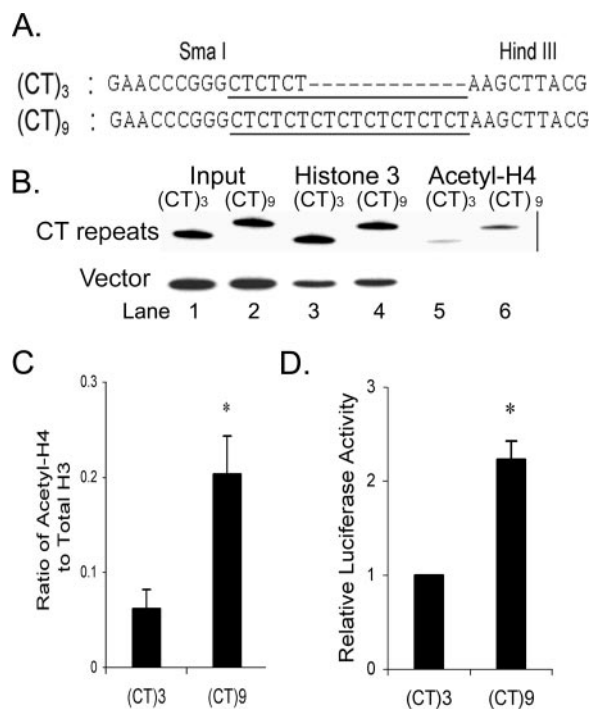 A.
Sma I Hind III
(CT)3 : GAACCCGGGCTCTCT------------AAGCTTACG
(CT)9 : GAACCCGGGCTCTCTCTCTCTCTCTCTAAGCTTACG
B.
Input Histone 3 Acetyl-H4
(CT)3 (CT)9 (CT)3 (CT)9 (CT)3 (CT)9
CT repeats
Vector
Lane 1 2 3 4 5 6
C
Ratio of Acetyl-H4
to Total H3
0.3
0.2
0.1
0
*
(CT)3 (CT)9
D.
Relative Luciferase Activity
3
2
1
0
*
(CT)3 (CT)9